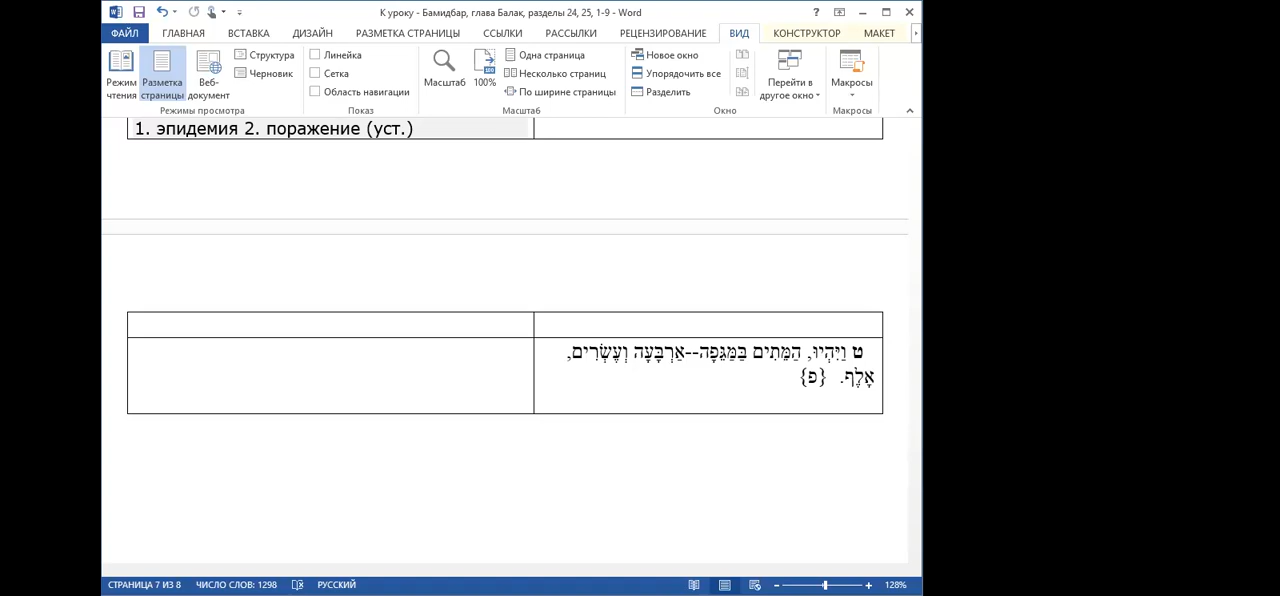 К уроку - Бамидбар, глава Балак, разделы 24, 25, 1-9 - Word
ФАЙЛ ГЛАВНАЯ ВСТАВКА ДИЗАЙН РАЗМЕТКА СТРАНИЦЫ ССЫЛКИ РАССЫЛКИ РЕЦЕНЗИРОВАНИЕ ВИД КОНСТРУКТОР МАКЕТ
Режим чтения
Разметка страницы
Веб-документ
Структура
Черновик
Режимы просмотра
Линейка
Сетка
Область навигации
Показ
Масштаб
100%
Одна страница
Несколько страниц
По ширине страницы
Масштаб
Новое окно
Упорядочить все
Разделить
Перейти в другое окно
Окно
Макросы
Макросы
1. эпидемия 2. поражение (уст.)
ט וַיִּהְיוּ, הַמֵּתִים בַּמַּגֵּפָה--אַרְבָּעָה וְעֶשְׂרִים,
אָלֶף. {פ}
СТРАНИЦА 7 ИЗ 8 ЧИСЛО СЛОВ: 1298 РУССКИЙ 128%